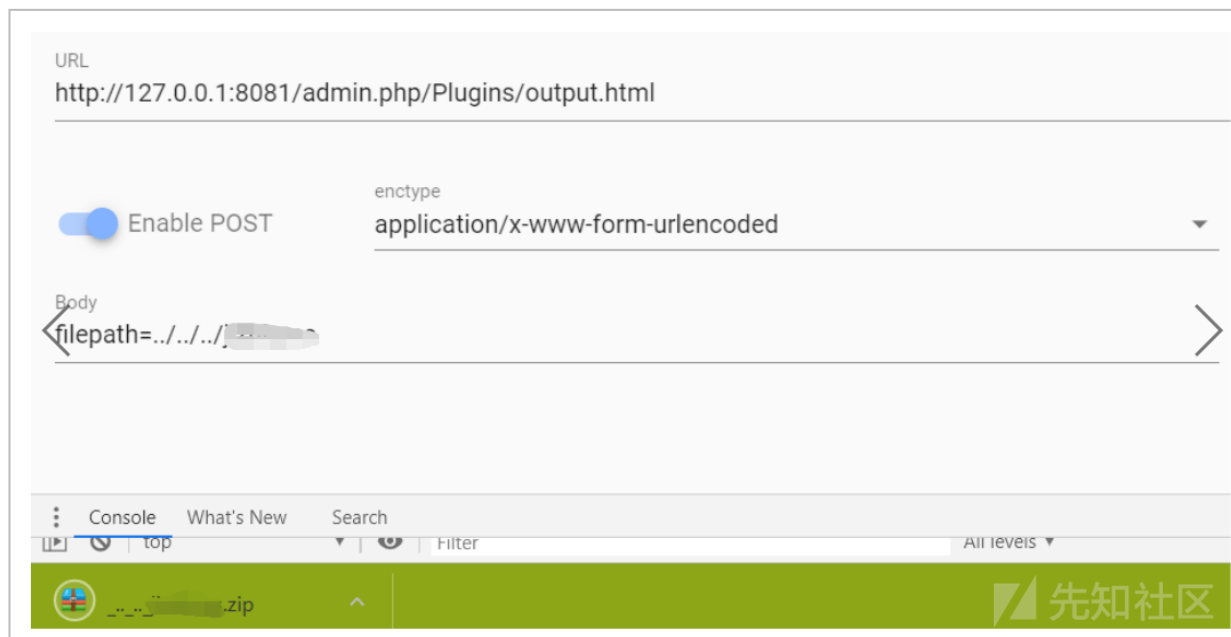 URL
http://127.0.0.1:8081/admin.php/Plugins/output.html
Enable POST
enctype
application/x-www-form-urlencoded
Body
filepath=../../../
Console What's New Search
top Filter All levels
.zip
先知社区